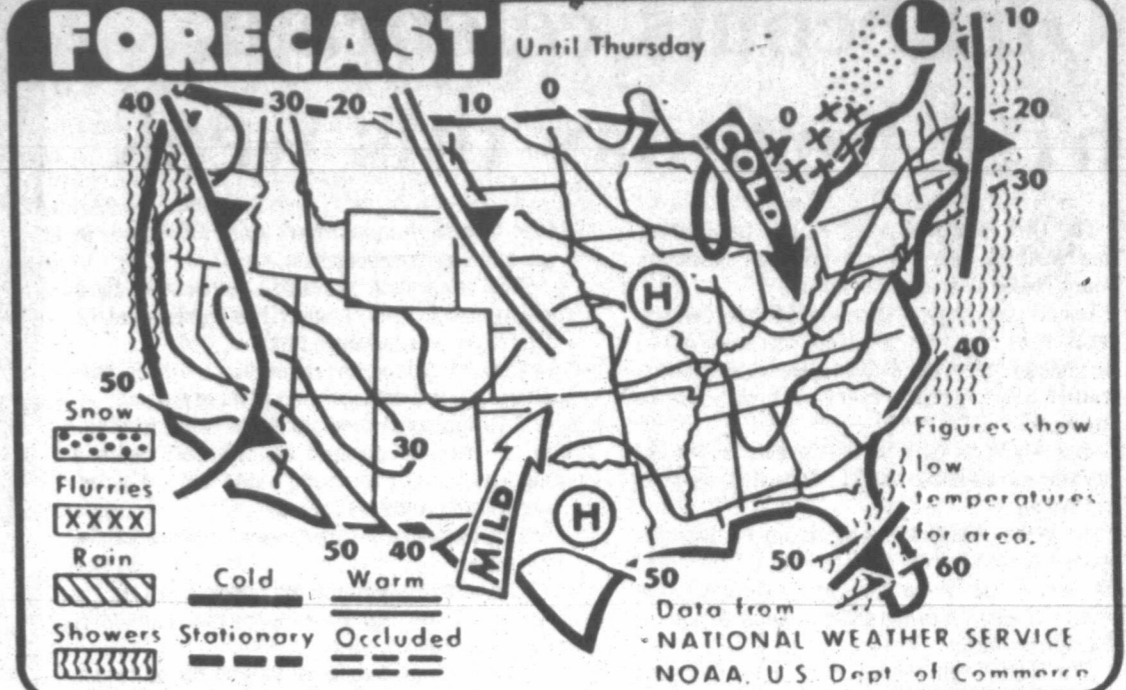 FORECAST
Until Thursday
L
10
40
30
20
10
0
0
20
COLD
30
H
40
50
30
Figures show
low
temperatures
for area.
Snow
Flurries
XXXX
Rain
Showers
MILD
H
50
40
50
50
60
Cold
Warm
Stationary
Occluded
Data from
NATIONAL WEATHER SERVICE
NOAA, U.S. Dept. of Commerce